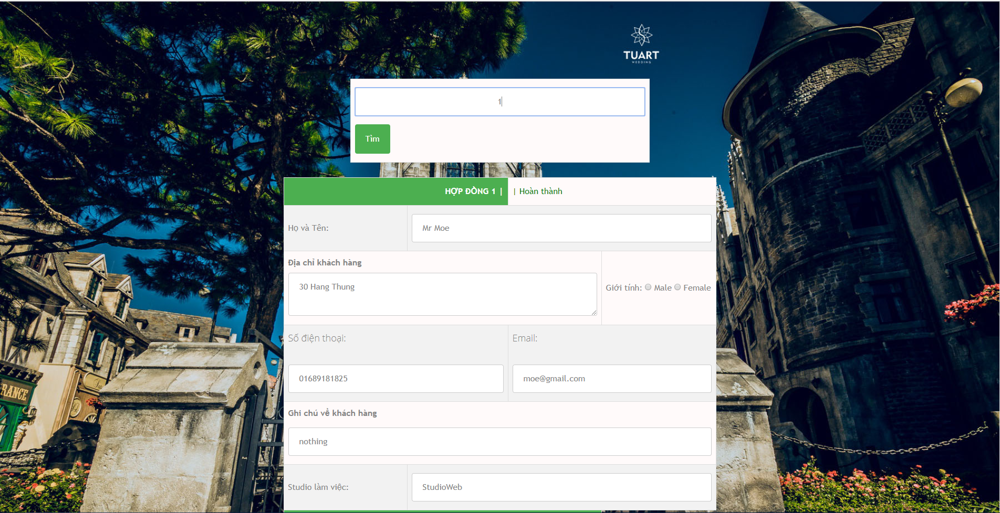 TUART
WEDDING
1
Tìm
HỢP ĐỒNG 1 | | Hoàn thành
Họ và Tên: Mr Moe
Địa chỉ khách hàng
30 Hang Thung
Giới tính: Male Female
Số điện thoại: Email:
01689181825 moe@gmail.com
Ghi chú về khách hàng
nothing
Studio làm việc: StudioWeb